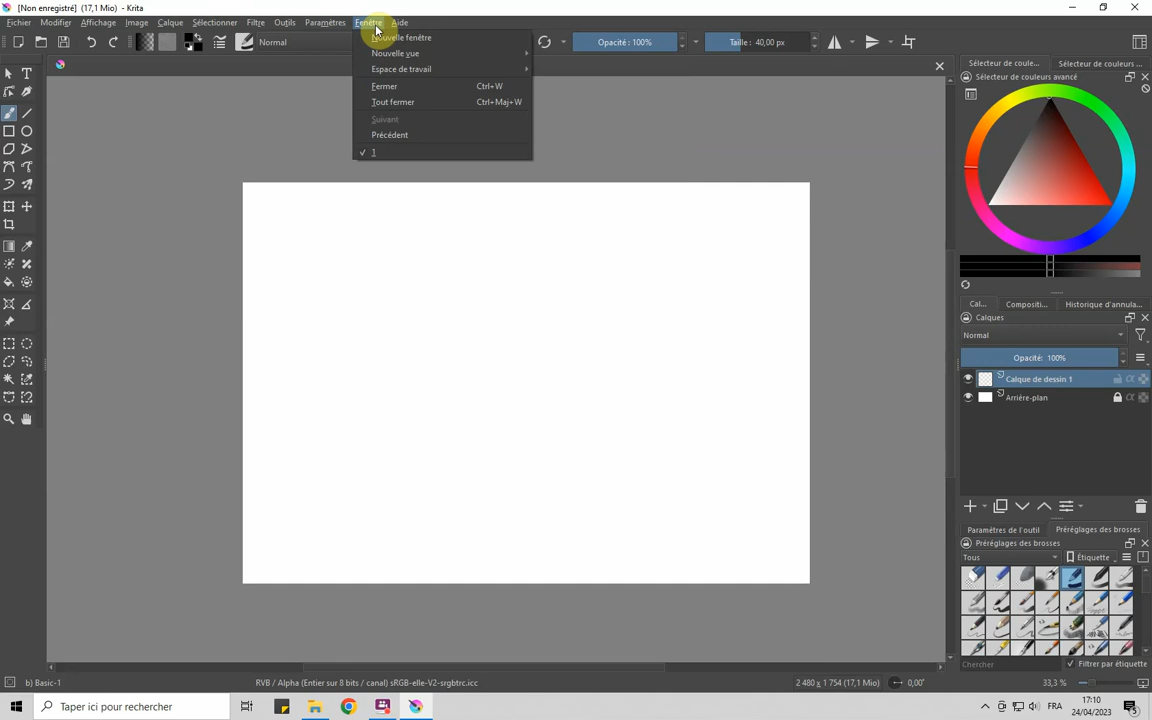 [Non enregistré] (17,1 Mio) - Krita
Fichier Modifier Affichage Image Calque Sélectionner Filtre Outils Paramètres Fenêtre Aide
Normal
Opacité : 100%
Taille : 40,00 px
Nouvelle fenêtre
Nouvelle vue
Espace de travail
Fermer Ctrl+W
Tout fermer Ctrl+Maj+W
Suivant
Précédent
✓ 1
Sélecteur de coule... Sélecteur de couleurs ...
Sélecteur de couleurs avancé
Cal... Compositi... Historique d'annula...
Calques
Normal
Opacité: 100%
Calque de dessin 1
Arrière-plan
Paramètres de l'outil Préréglages des brosses
Préréglages des brosses
Tous Étiquette
Chercher Filtrer par étiquette
b) Basic-1 RVB / Alpha (Entier sur 8 bits / canal) sRGB-elle-V2-srgbtrc.icc 2 480 x 1 754 (17,1 Mio) 0,00° 33,3 %
Taper ici pour rechercher
FRA
17:10
24/04/2023
5